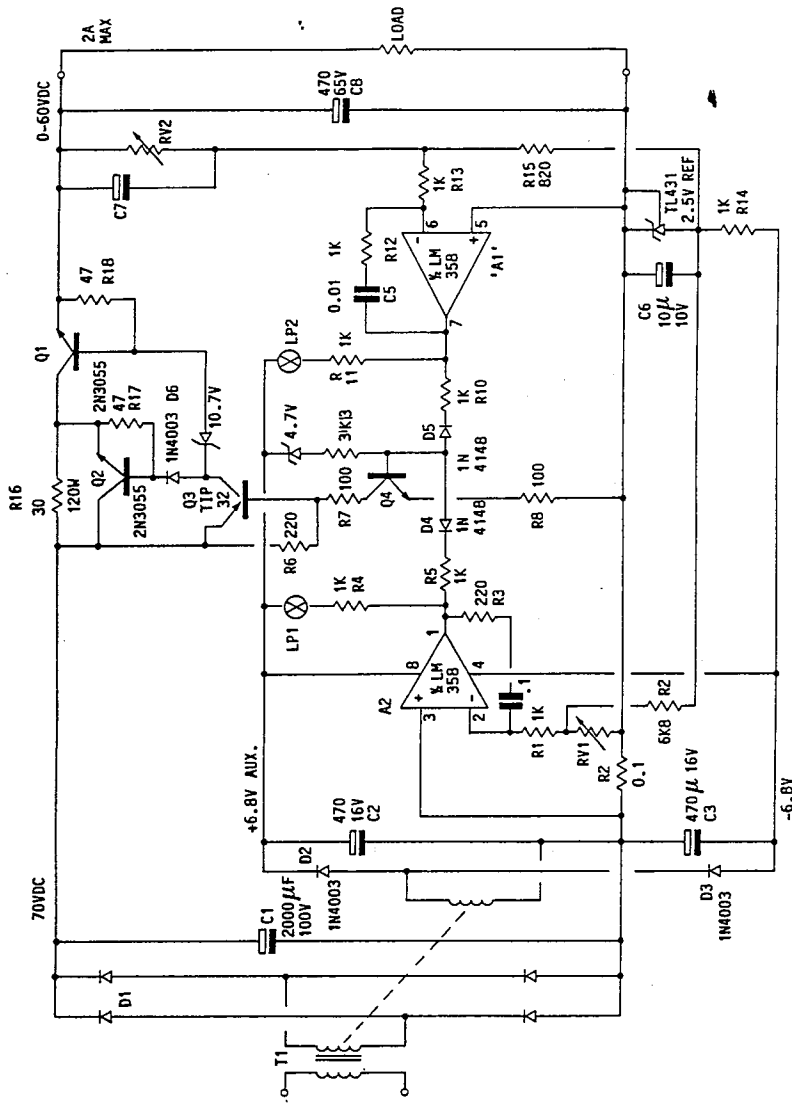 70VDC
R16
30
120W
Q2
2N3055
2N3055
47
R17
1N4003 D6
Q1
47
R18
0-60VDC
2A
MAX
Q3
TIP
32
10.7V
C7
RV2
470
65V
C8
LOAD
+6.8V AUX.
R6
220
R7
100
4.7V
3K3
LP1
1K
R4
LP2
R
11
1K
Q4
0.01
C5
1K
R12
1K
R13
D1
T1
C1
2000μF
100V
D2
1N4003
470
16V
C2
A2
8
+
3
½ LM
358
-
2
4
1
R5
1K
220
R3
.1
D4
1N
4148
D5
1N
4148
1K
R10
7
½ LM
358
-
6
+
5
'A1'
R15
820
R1
1K
RV1
R2
0.1
R2
6K8
R8
100
C6
10μ
10V
TL431
2.5V REF
1K
R14
D3
1N4003
470μ 16V
C3
-6.8V